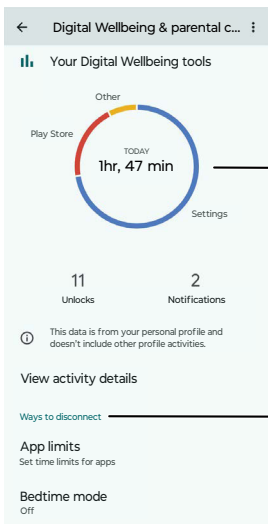 Digital Wellbeing & parental c...
Your Digital Wellbeing tools
Other
Play Store
TODAY
1hr, 47 min
Settings
11
2
Unlocks
Notifications
This data is from your personal profile and
doesn't include other profile activities.
View activity details
Ways to disconnect
App limits
Set time limits for apps
Bedtime mode
Off